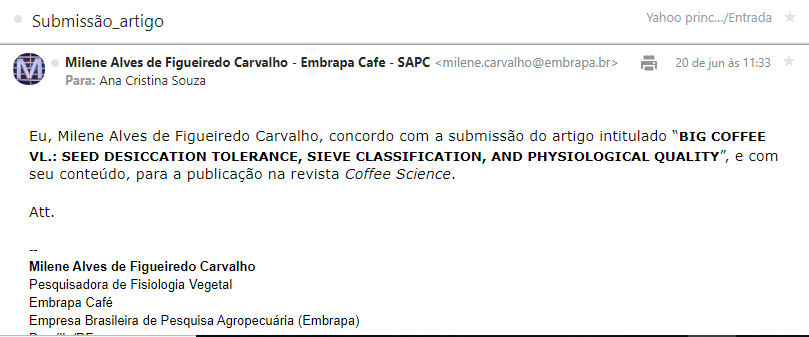 Submissão_artigo
Yahoo princ.../Entrada
Milene Alves de Figueiredo Carvalho - Embrapa Cafe - SAPC <milene.carvalho@embrapa.br>
20 de jun às 11:33
M
Para: Ana Cristina Souza
Eu, Milene Alves de Figueiredo Carvalho, concordo com a submissão do artigo intitulado “BIG COFFEE
VL.: SEED DESICCATION TOLERANCE, SIEVE CLASSIFICATION, AND PHYSIOLOGICAL QUALITY”, e com
seu conteúdo, para a publicação na revista Coffee Science.
Att.
--
Milene Alves de Figueiredo Carvalho
Pesquisadora de Fisiologia Vegetal
Embrapa Café
Empresa Brasileira de Pesquisa Agropecuária (Embrapa)